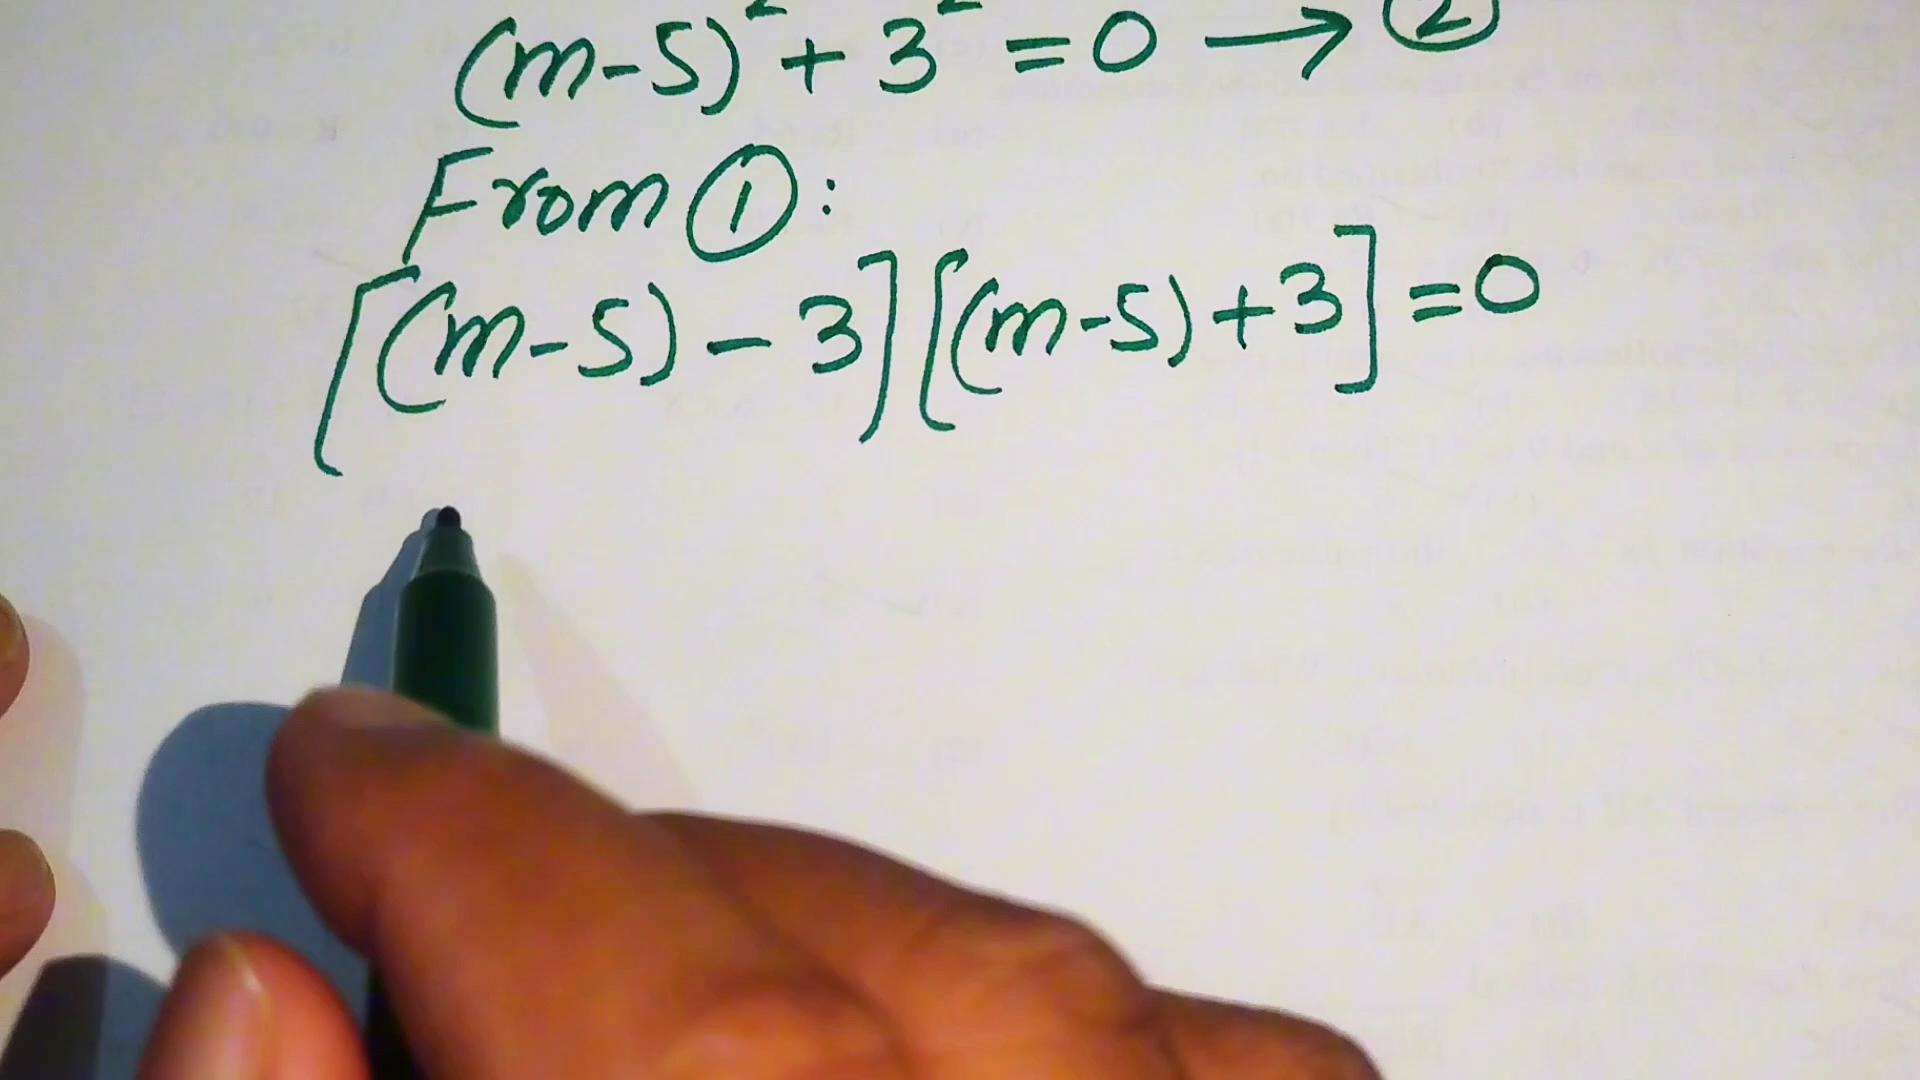 (m-5)² + 3² = 0 → ②
From ①:
[(m-5) - 3][(m-5) + 3] = 0